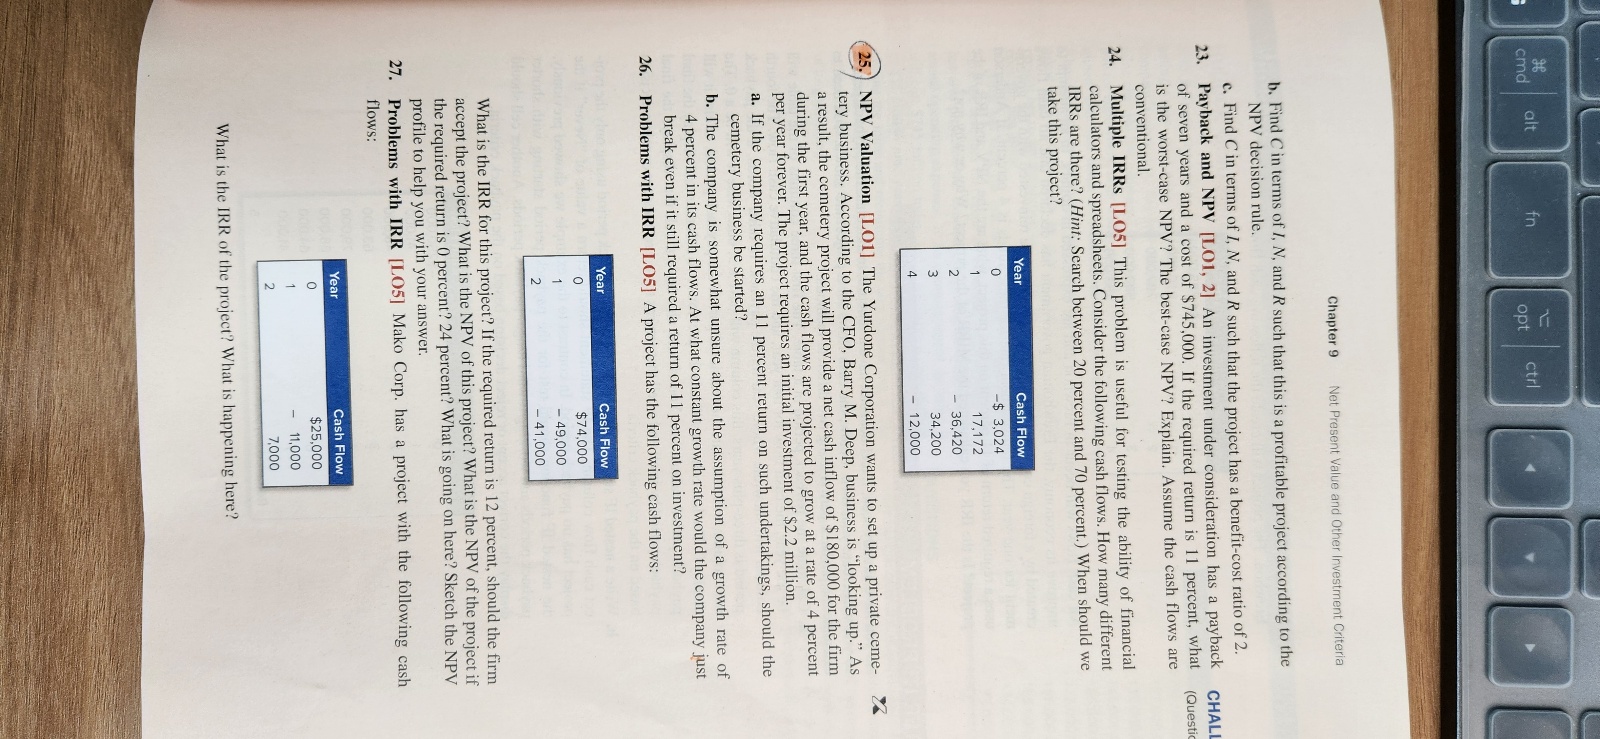 Chapter 9 Net Present Value and Other Investment Criteria
b. Find C in terms of I, N, and R such that this is a profitable project according to the
NPV decision rule.
c. Find C in terms of I, N, and R such that the project has a benefit-cost ratio of 2.
23. Payback and NPV [LO1, 2] An investment under consideration has a payback
of seven years and a cost of $745,000. If the required return is 11 percent, what
is the worst-case NPV? The best-case NPV? Explain. Assume the cash flows are
conventional.
CHALL
(Questic
24. Multiple IRRs [LO5] This problem is useful for testing the ability of financial
calculators and spreadsheets. Consider the following cash flows. How many different
IRRs are there? (Hint: Search between 20 percent and 70 percent.) When should we
take this project?
Year Cash Flow
0 −$ 3,024
1 17,172
2 − 36,420
3 34,200
4 − 12,000
25. NPV Valuation [LO1] The Yurdone Corporation wants to set up a private ceme-
tery business. According to the CFO, Barry M. Deep, business is "looking up." As
a result, the cemetery project will provide a net cash inflow of $180,000 for the firm
during the first year, and the cash flows are projected to grow at a rate of 4 percent
per year forever. The project requires an initial investment of $2.2 million.
a. If the company requires an 11 percent return on such undertakings, should the
cemetery business be started?
b. The company is somewhat unsure about the assumption of a growth rate of
4 percent in its cash flows. At what constant growth rate would the company just
break even if it still required a return of 11 percent on investment?
26. Problems with IRR [LO5] A project has the following cash flows:
Year Cash Flow
0 $74,000
1 − 49,000
2 − 41,000
What is the IRR for this project? If the required return is 12 percent, should the firm
accept the project? What is the NPV of this project? What is the NPV of the project if
the required return is 0 percent? 24 percent? What is going on here? Sketch the NPV
profile to help you with your answer.
27. Problems with IRR [LO5] Mako Corp. has a project with the following cash
flows:
Year Cash Flow
0 $25,000
1 − 11,000
2 7,000
What is the IRR of the project? What is happening here?
⌘ cmd
alt
fn
⌥ opt
ctrl